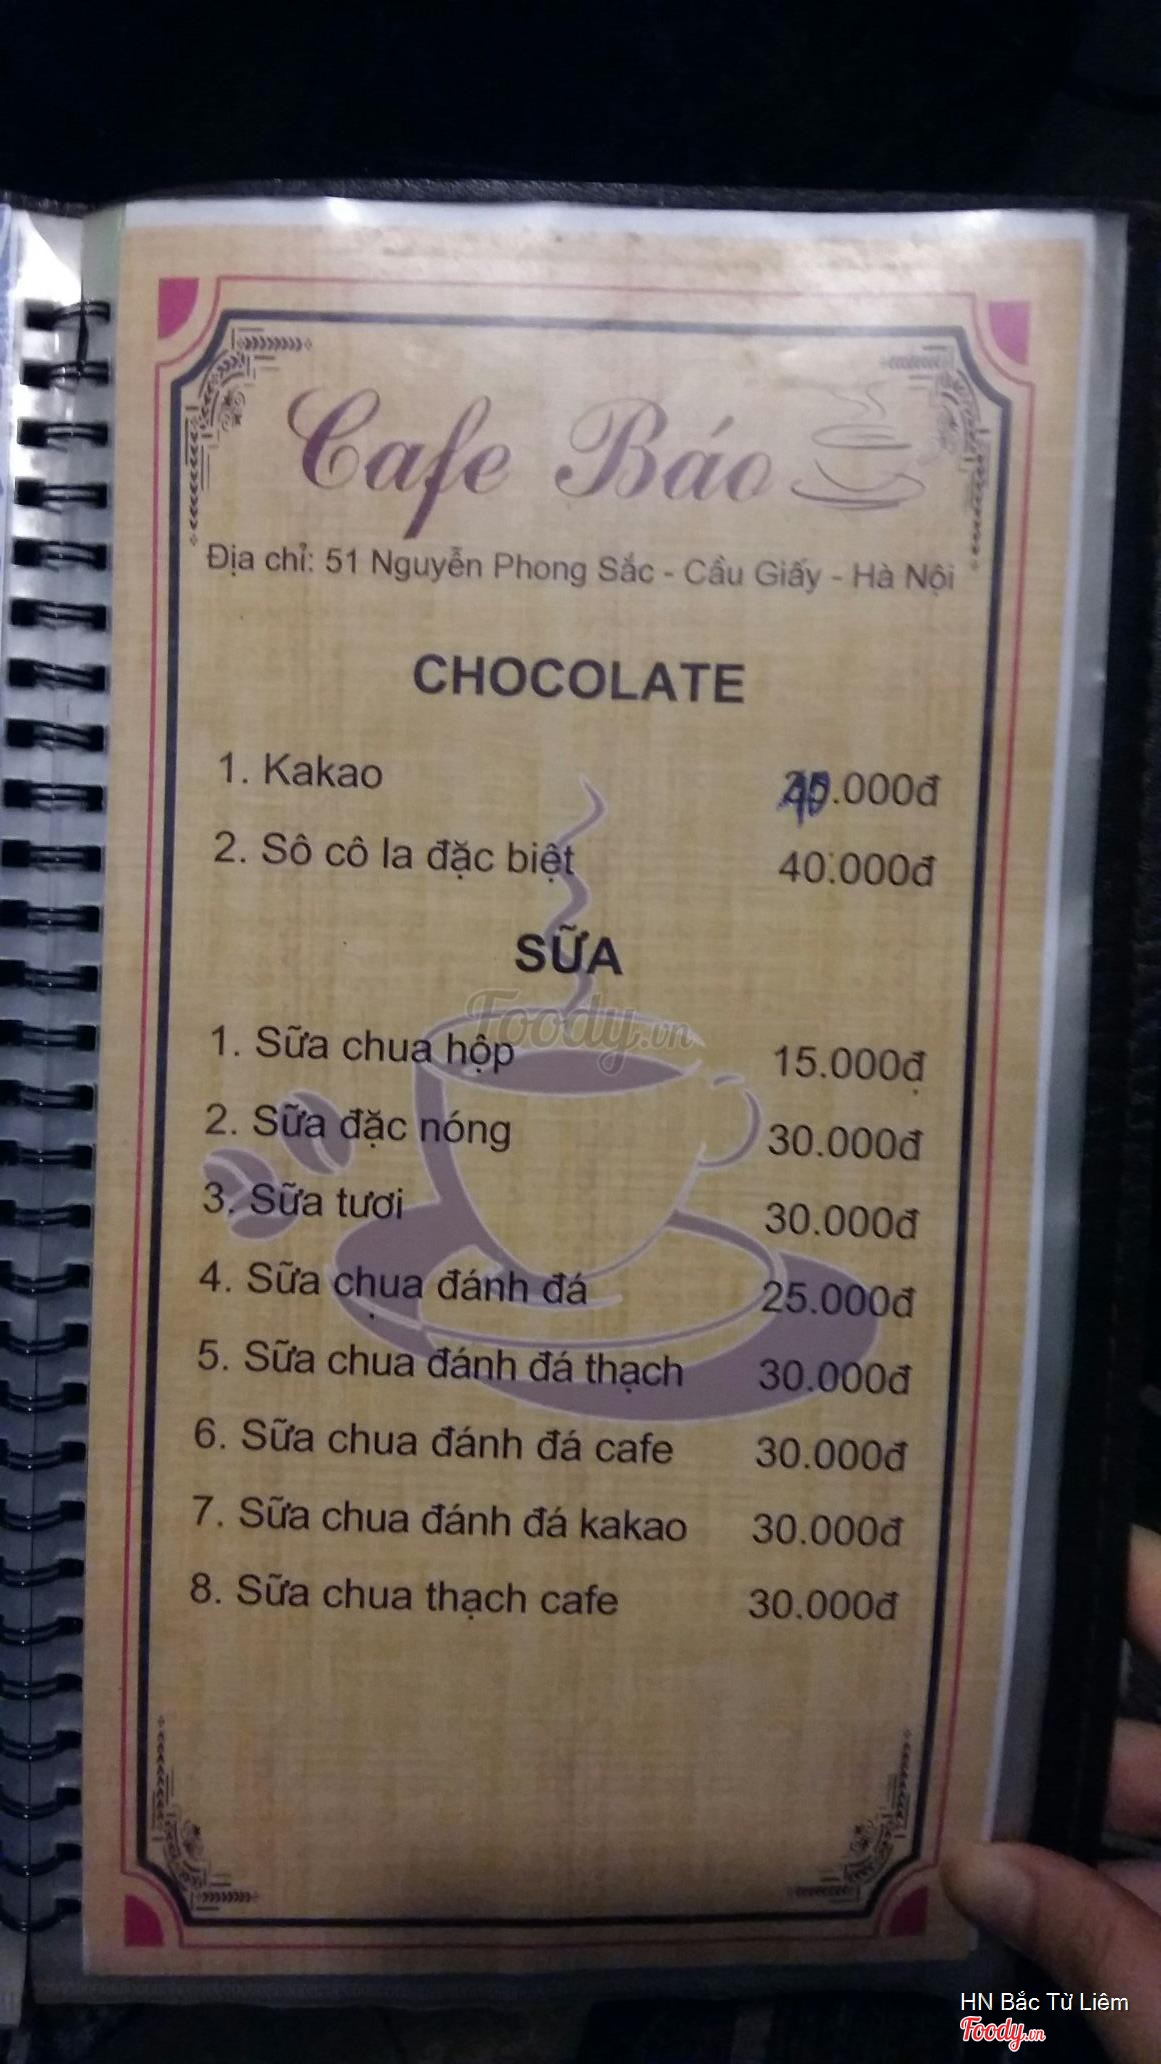 Cafe Báo
Địa chỉ: 51 Nguyễn Phong Sắc - Cầu Giấy - Hà Nội
CHOCOLATE
1. Kakao .000đ
2. Sô cô la đặc biệt 40.000đ
SỮA
Foody.vn
1. Sữa chua hộp 15.000đ
2. Sữa đặc nóng 30.000đ
3. Sữa tươi 30.000đ
4. Sữa chua đánh đá 25.000đ
5. Sữa chua đánh đá thạch 30.000đ
6. Sữa chua đánh đá cafe 30.000đ
7. Sữa chua đánh đá kakao 30.000đ
8. Sữa chua thạch cafe 30.000đ
HN Bắc Từ Liêm
Foody.vn